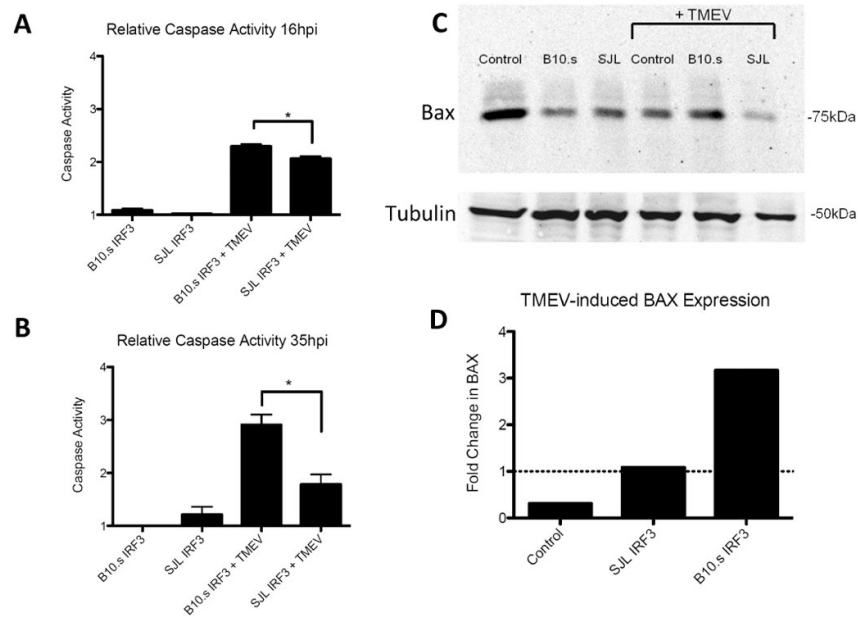 A
Relative Caspase Activity 16hpi
Caspase Activity
4
3
2
1
*
B10.s IRF3
SJL IRF3
B10.s IRF3 + TMEV
SJL IRF3 + TMEV
B
Relative Caspase Activity 35hpi
Caspase Activity
4
3
2
1
*
B10.s IRF3
SJL IRF3
B10.s IRF3 + TMEV
SJL IRF3 + TMEV
C
+ TMEV
Control B10.s SJL Control B10.s SJL
Bax
-75kDa
Tubulin
-50kDa
D
TMEV-induced BAX Expression
Fold Change in BAX
4
3
2
1
0
Control
SJL IRF3
B10.s IRF3